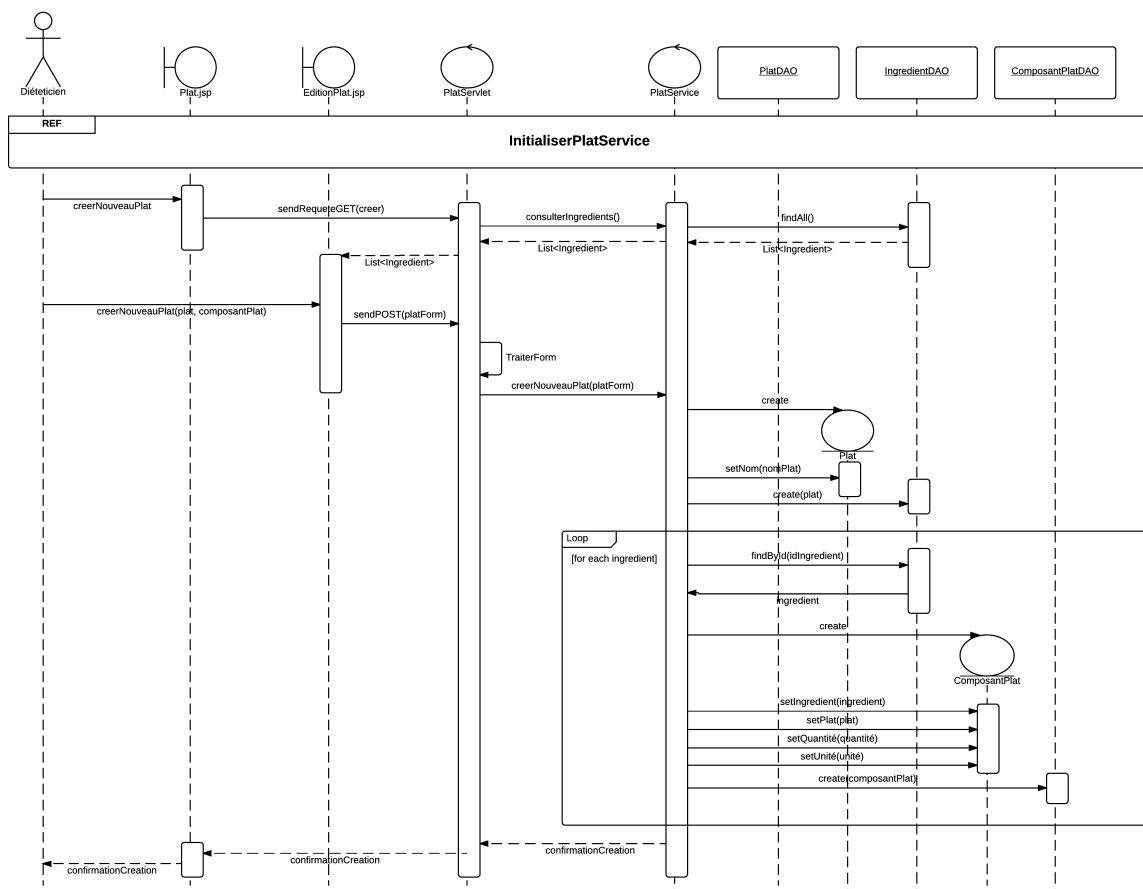 Diéteticien
Plat.jsp
EditionPlat.jsp
PlatServlet
PlatService
PlatDAO
IngredientDAO
ComposantPlatDAO
REF
InitialiserPlatService
creerNouveauPlat
sendRequeteGET(creer)
consulterIngredients()
findAll()
List<Ingredient>
List<Ingredient>
List<Ingredient>
creerNouveauPlat(plat, composantPlat)
sendPOST(platForm)
TraiterForm
creerNouveauPlat(platForm)
create
Plat
setNom(nomPlat)
create(plat)
Loop
[for each ingredient]
findById(idIngredient)
ingredient
create
ComposantPlat
setIngredient(ingredient)
setPlat(plat)
setQuantité(quantité)
setUnité(unité)
create(composantPlat)
confirmationCreation
confirmationCreation
confirmationCreation